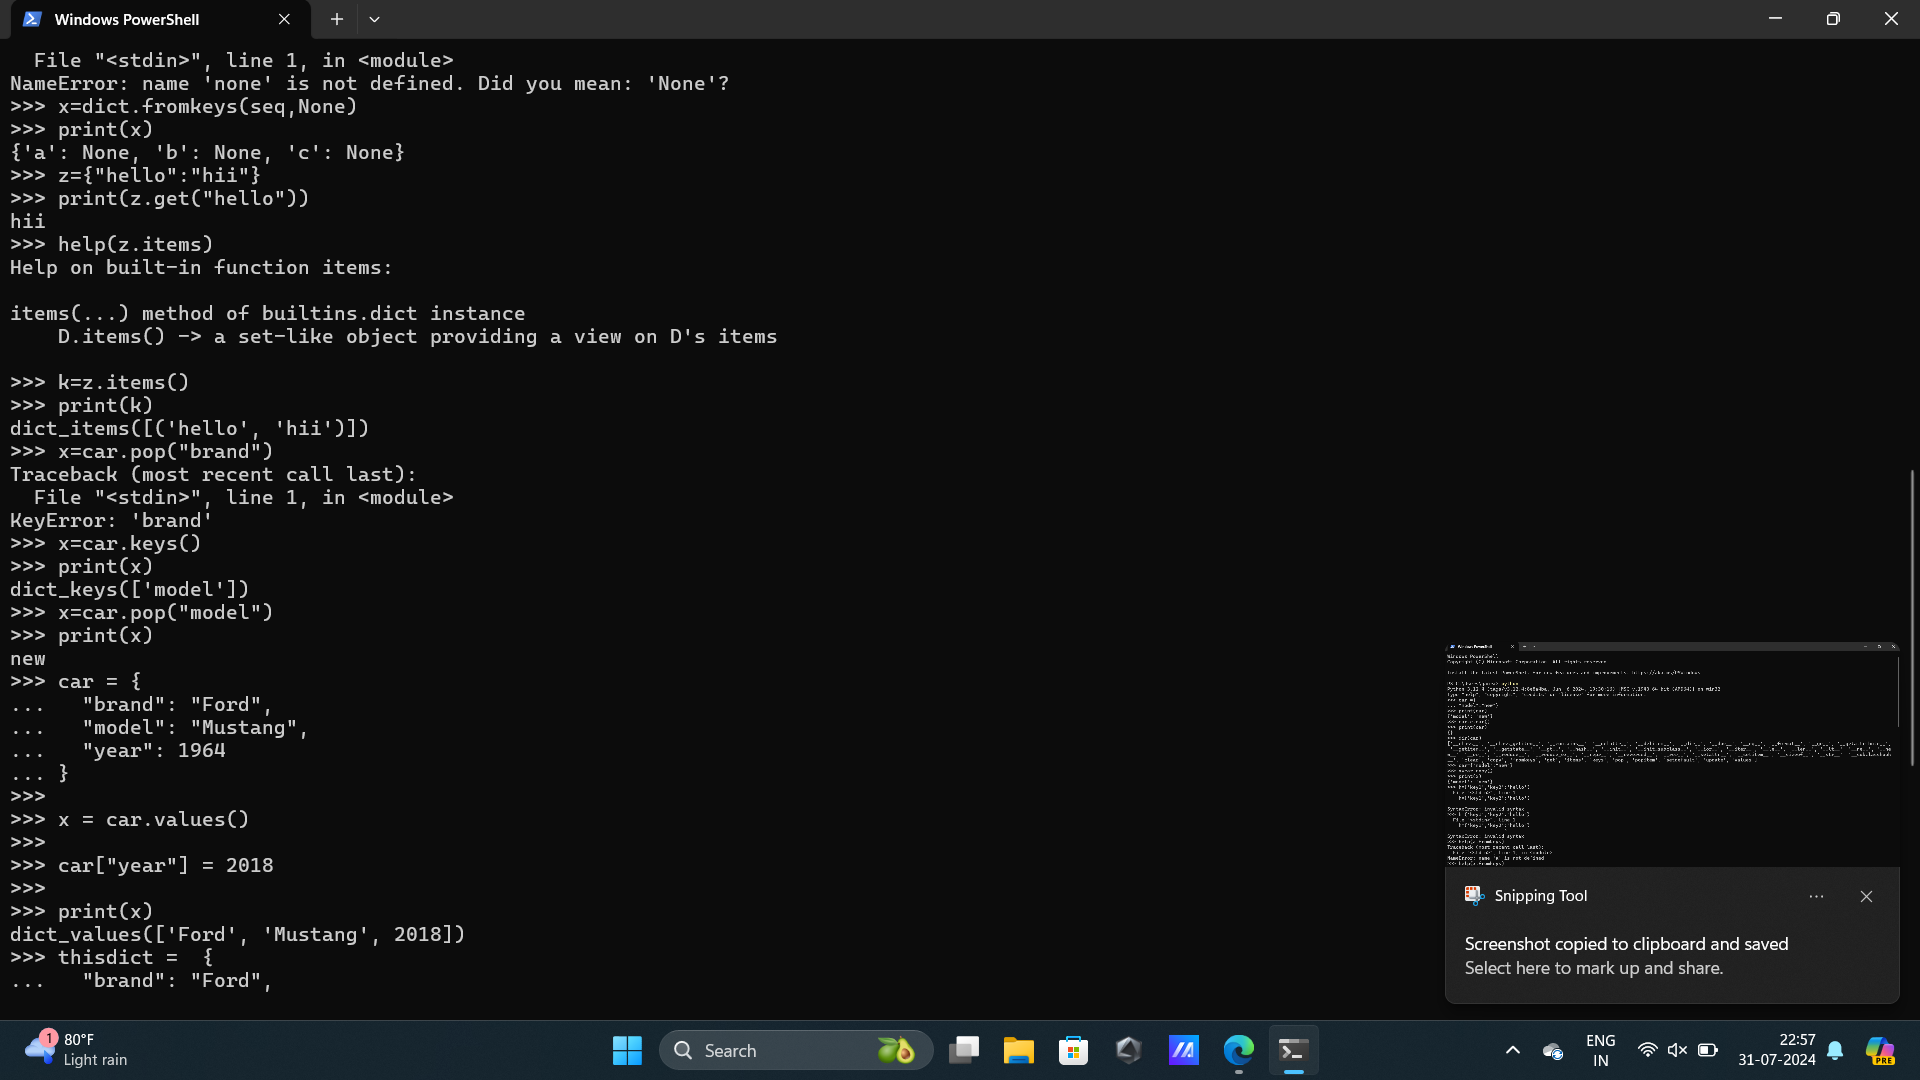 Windows PowerShell
  File "<stdin>", line 1, in <module>
NameError: name 'none' is not defined. Did you mean: 'None'?
>>> x=dict.fromkeys(seq,None)
>>> print(x)
{'a': None, 'b': None, 'c': None}
>>> z={"hello":"hii"}
>>> print(z.get("hello"))
hii
>>> help(z.items)
Help on built-in function items:

items(...) method of builtins.dict instance
    D.items() -> a set-like object providing a view on D's items

>>> k=z.items()
>>> print(k)
dict_items([('hello', 'hii')])
>>> x=car.pop("brand")
Traceback (most recent call last):
  File "<stdin>", line 1, in <module>
KeyError: 'brand'
>>> x=car.keys()
>>> print(x)
dict_keys(['model'])
>>> x=car.pop("model")
>>> print(x)
new
>>> car = {
...   "brand": "Ford",
...   "model": "Mustang",
...   "year": 1964
... }
>>>
>>> x = car.values()
>>>
>>> car["year"] = 2018
>>>
>>> print(x)
dict_values(['Ford', 'Mustang', 2018])
>>> thisdict =  {
...   "brand": "Ford",
Snipping Tool
Screenshot copied to clipboard and saved
Select here to mark up and share.
1
80°F
Light rain
Search
ENG
IN
22:57
31-07-2024
PRE